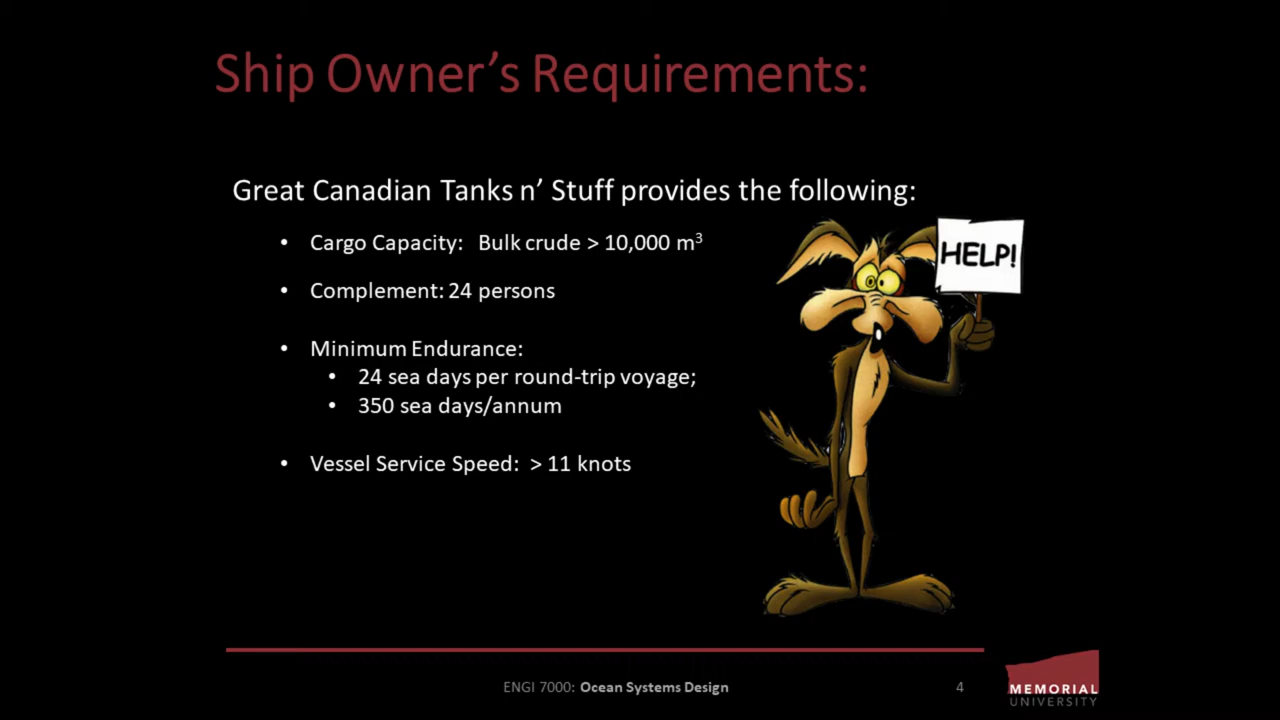 Ship Owner’s Requirements:
Great Canadian Tanks n’ Stuff provides the following:
• Cargo Capacity: Bulk crude > 10,000 m³
• Complement: 24 persons
• Minimum Endurance:
• 24 sea days per round-trip voyage;
• 350 sea days/annum
• Vessel Service Speed: > 11 knots
HELP!
ENGI 7000: Ocean Systems Design
4
MEMORIAL
UNIVERSITY